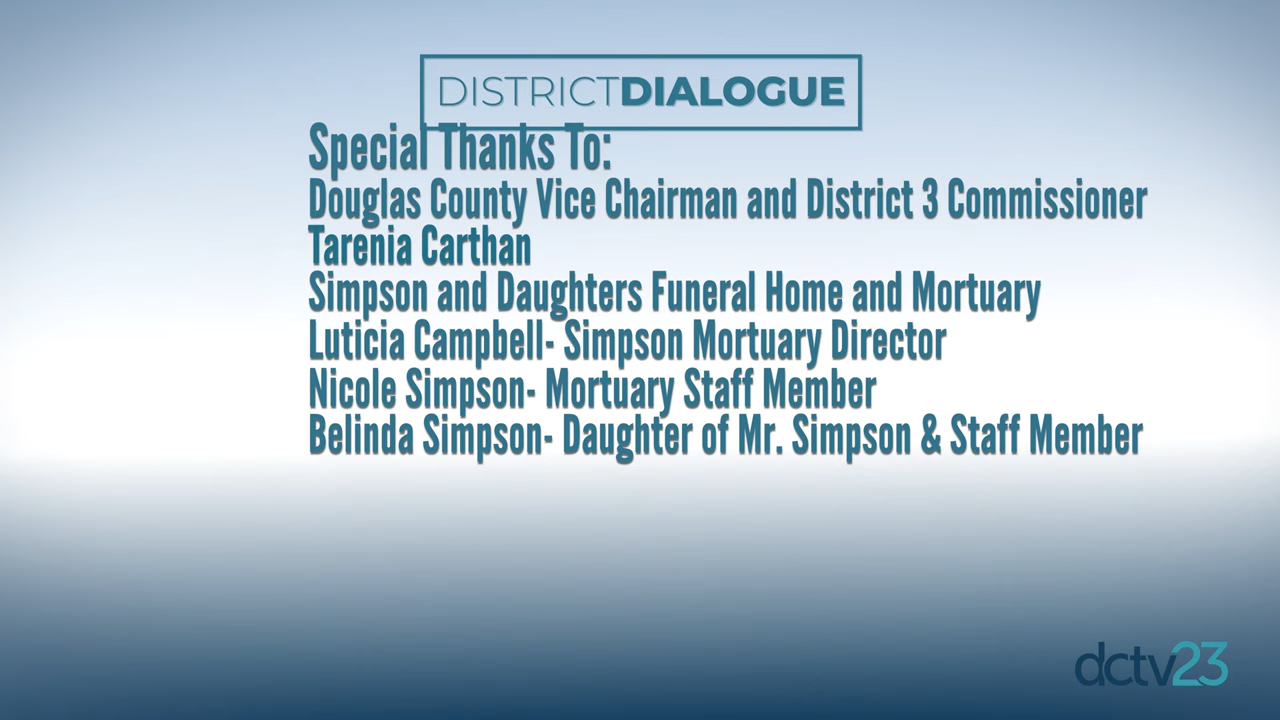 DISTRICTDIALOGUE
Special Thanks To:
Douglas County Vice Chairman and District 3 Commissioner
Tarenia Carthan
Simpson and Daughters Funeral Home and Mortuary
Luticia Campbell- Simpson Mortuary Director
Nicole Simpson- Mortuary Staff Member
Belinda Simpson- Daughter of Mr. Simpson & Staff Member
dctv23